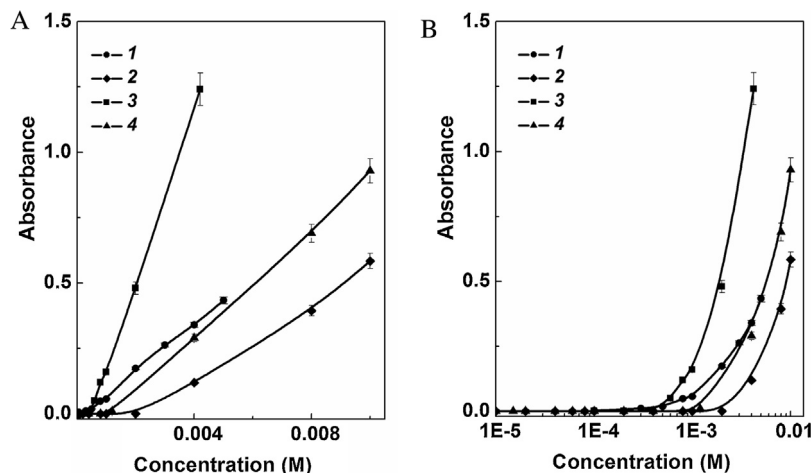 A
1.5
1.0
0.5
0.0
Absorbance
1
2
3
4
0.004
0.008
Concentration (M)
B
1.5
1.0
0.5
0.0
Absorbance
1
2
3
4
1E-5
1E-4
1E-3
0.01
Concentration (M)